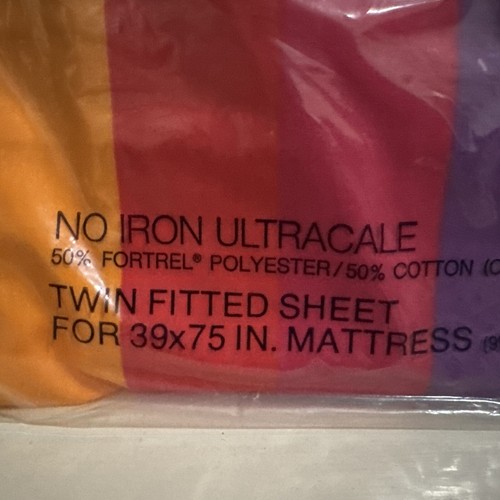 NO IRON ULTRACALE
50% FORTREL® POLYESTER/50% COTTON
TWIN FITTED SHEET
FOR 39x75 IN. MATTRESS